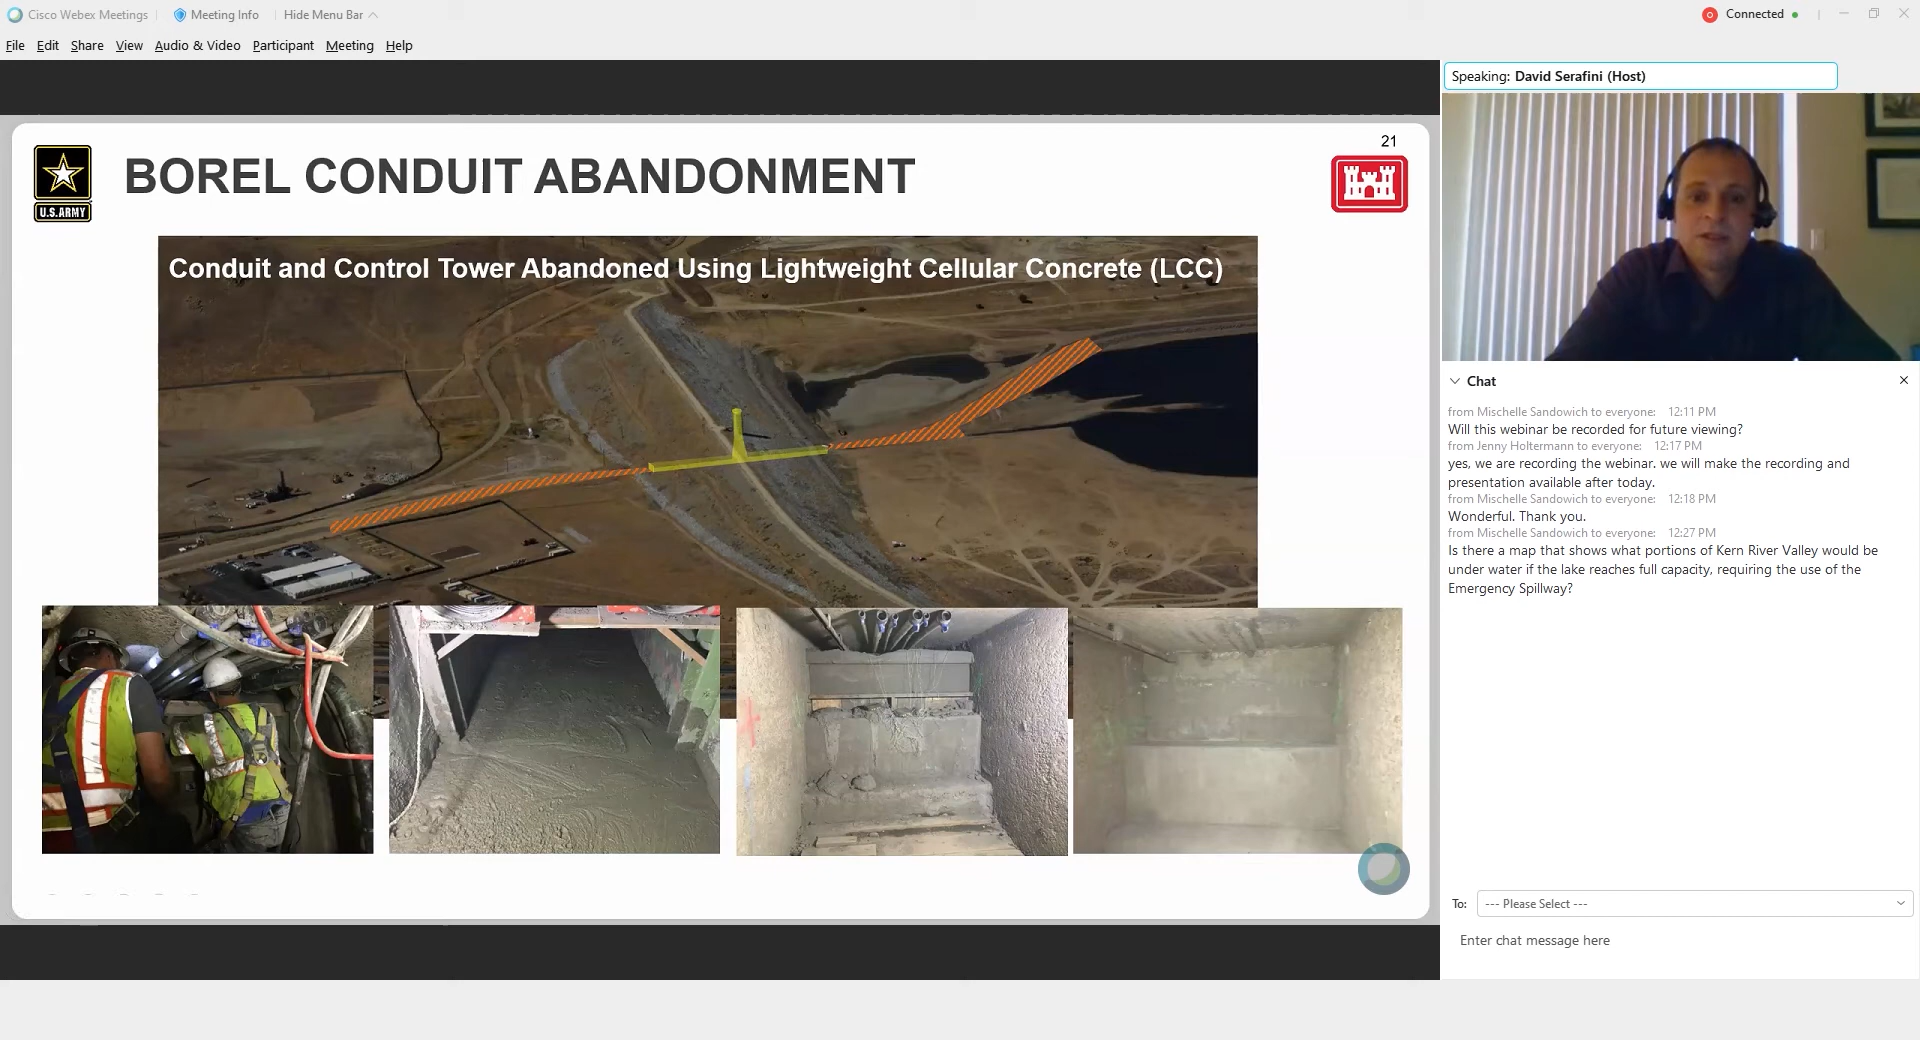 Cisco Webex Meetings
Meeting Info
Hide Menu Bar
Connected
File Edit Share View Audio & Video Participant Meeting Help
Speaking: David Serafini (Host)
21
BOREL CONDUIT ABANDONMENT
U.S.ARMY
Conduit and Control Tower Abandoned Using Lightweight Cellular Concrete (LCC)
Chat
from Mischelle Sandowich to everyone: 12:11 PM
Will this webinar be recorded for future viewing?
from Jenny Holtermann to everyone: 12:17 PM
yes, we are recording the webinar. we will make the recording and
presentation available after today.
from Mischelle Sandowich to everyone: 12:18 PM
Wonderful. Thank you.
from Mischelle Sandowich to everyone: 12:27 PM
Is there a map that shows what portions of Kern River Valley would be
under water if the lake reaches full capacity, requiring the use of the
Emergency Spillway?
To: --- Please Select ---
Enter chat message here